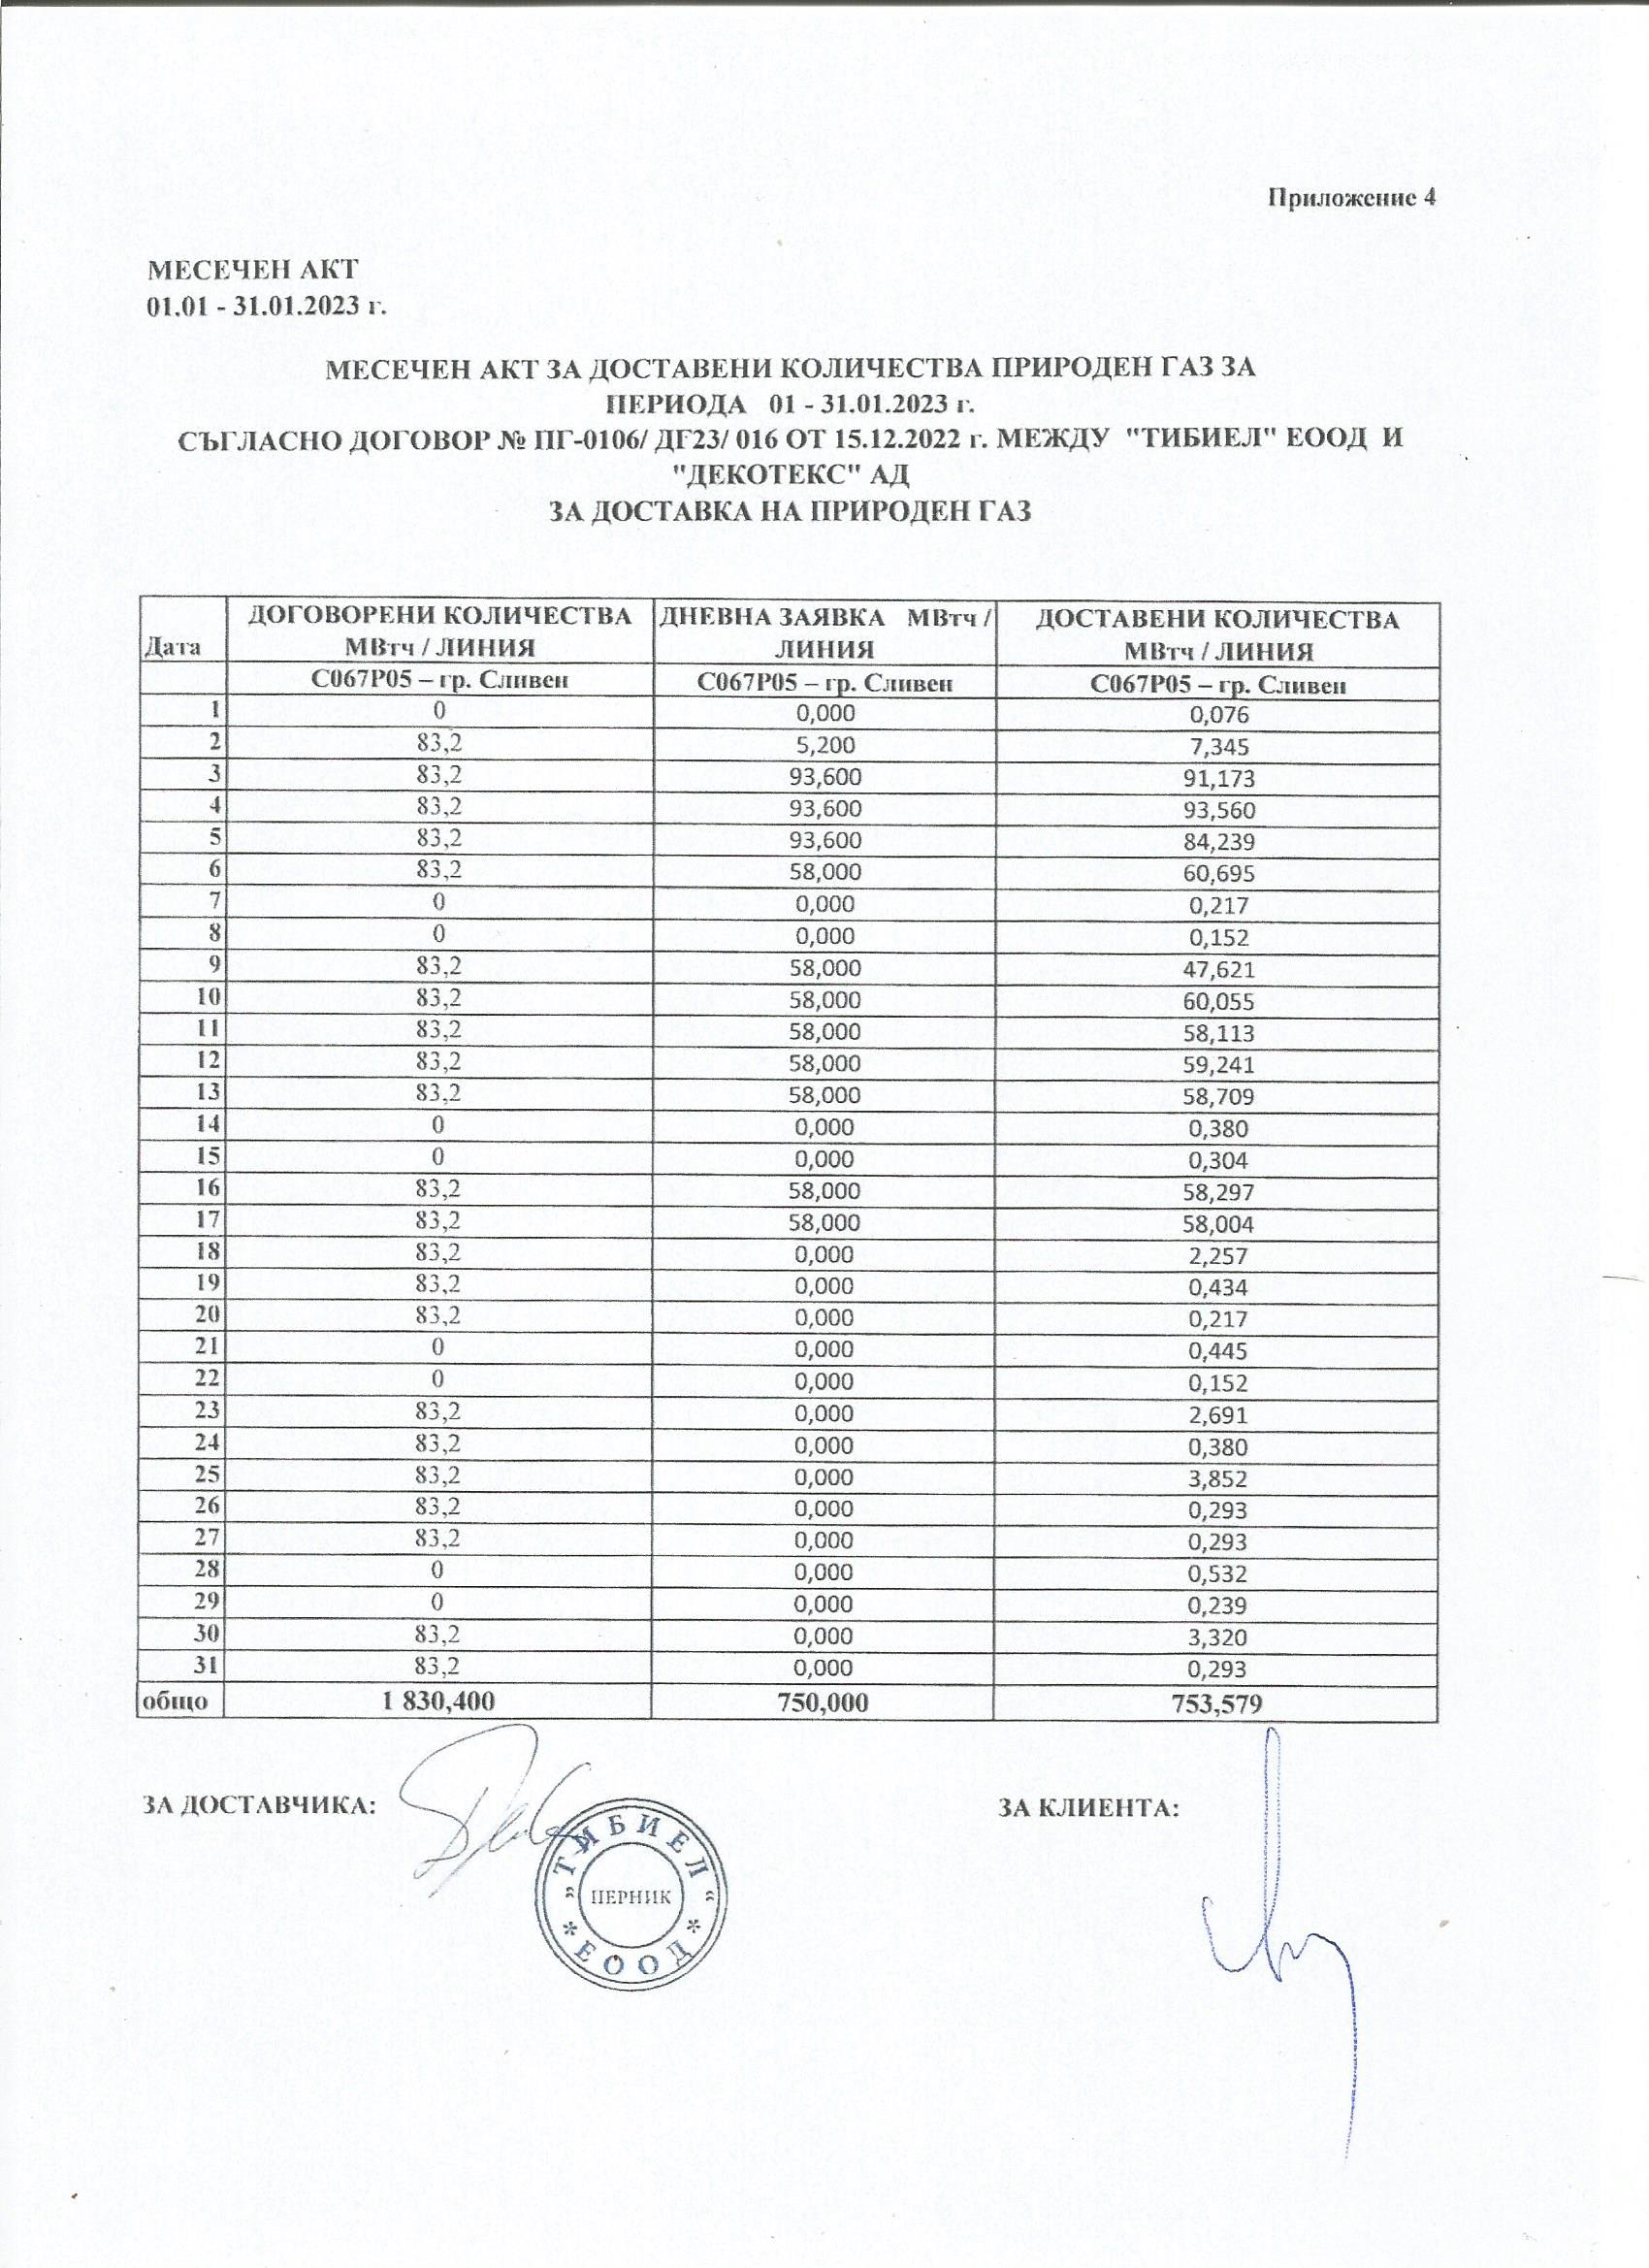 Приложение 4
МЕСЕЧЕН АКТ
01.01 - 31.01.2023 г.
МЕСЕЧЕН АКТ ЗА ДОСТАВЕНИ КОЛИЧЕСТВА ПРИРОДЕН ГАЗ ЗА
ПЕРИОДА 01 - 31.01.2023 г.
СЪГЛАСНО ДОГОВОР № ПГ-0106/ ДГ23/ 016 ОТ 15.12.2022 г. МЕЖДУ "ТИБИЕЛ" ЕООД И
"ДЕКОТЕКС" АД
ЗА ДОСТАВКА НА ПРИРОДЕН ГАЗ
Дата ДОГОВОРЕНИ КОЛИЧЕСТВА МВтч / ЛИНИЯ ДНЕВНА ЗАЯВКА МВтч / ЛИНИЯ ДОСТАВЕНИ КОЛИЧЕСТВА МВтч / ЛИНИЯ
С067Р05 – гр. Сливен С067Р05 – гр. Сливен С067Р05 – гр. Сливен
1 0 0,000 0,076
2 83,2 5,200 7,345
3 83,2 93,600 91,173
4 83,2 93,600 93,560
5 83,2 93,600 84,239
6 83,2 58,000 60,695
7 0 0,000 0,217
8 0 0,000 0,152
9 83,2 58,000 47,621
10 83,2 58,000 60,055
11 83,2 58,000 58,113
12 83,2 58,000 59,241
13 83,2 58,000 58,709
14 0 0,000 0,380
15 0 0,000 0,304
16 83,2 58,000 58,297
17 83,2 58,000 58,004
18 83,2 0,000 2,257
19 83,2 0,000 0,434
20 83,2 0,000 0,217
21 0 0,000 0,445
22 0 0,000 0,152
23 83,2 0,000 2,691
24 83,2 0,000 0,380
25 83,2 0,000 3,852
26 83,2 0,000 0,293
27 83,2 0,000 0,293
28 0 0,000 0,532
29 0 0,000 0,239
30 83,2 0,000 3,320
31 83,2 0,000 0,293
общо 1 830,400 750,000 753,579
ЗА ДОСТАВЧИКА: ЗА КЛИЕНТА:
„ТИБИЕЛ“
ПЕРНИК
* ЕООД *